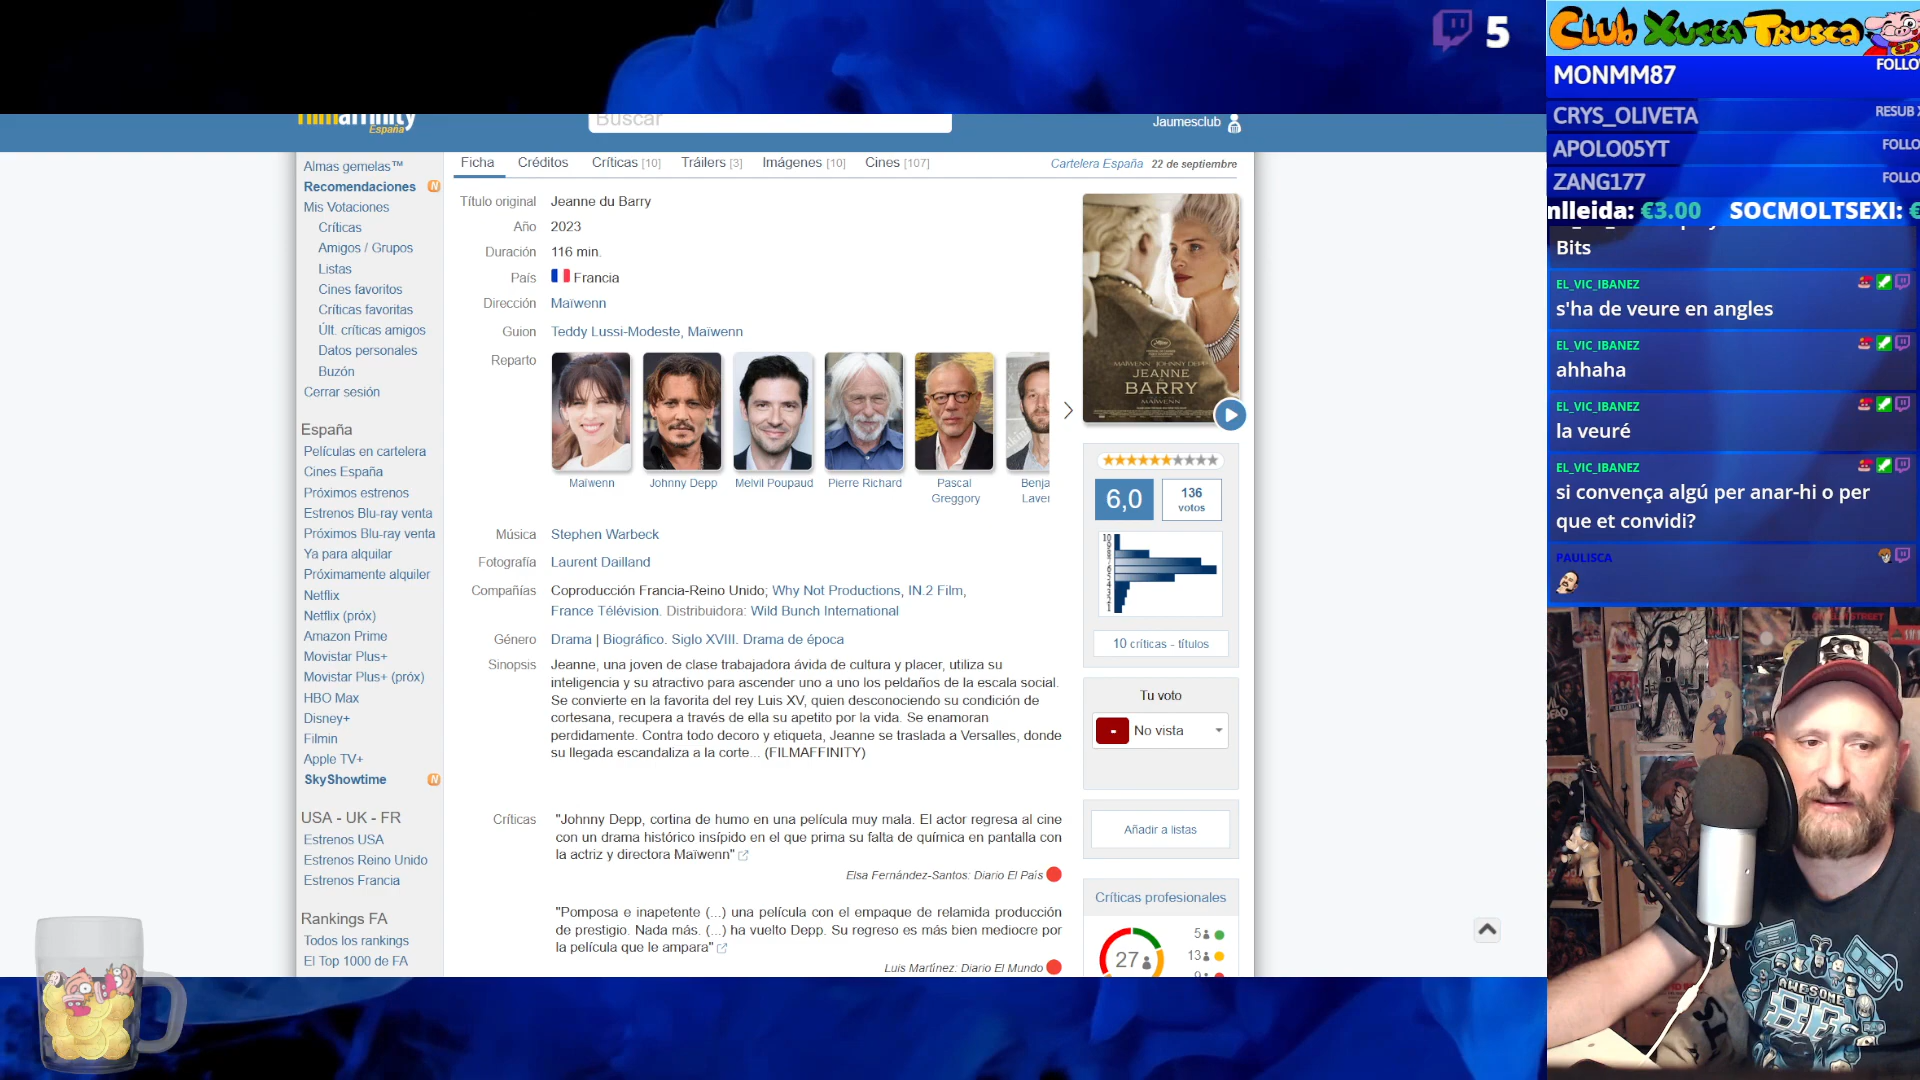 5
Club Xusca Trusca
MONMM87
FOLLO
CRYS_OLIVETA
RESUB X
APOLO05YT
FOLLO
ZANG177
FOLLO
nlleida: €3.00 SOCMOLTSEXI: €
Bits
EL_VIC_IBANEZ
s'ha de veure en angles
EL_VIC_IBANEZ
ahhaha
EL_VIC_IBANEZ
la veuré
EL_VIC_IBANEZ
si convença algú per anar-hi o per
que et convidi?
PAULISCA
filmaffinity
España
Buscar
Jaumesclub
Almas gemelas™
Recomendaciones N
Mis Votaciones
Críticas
Amigos / Grupos
Listas
Cines favoritos
Críticas favoritas
Últ. críticas amigos
Datos personales
Buzón
Cerrar sesión
España
Películas en cartelera
Cines España
Próximos estrenos
Estrenos Blu-ray venta
Próximos Blu-ray venta
Ya para alquilar
Próximamente alquiler
Netflix
Netflix (próx)
Amazon Prime
Movistar Plus+
Movistar Plus+ (próx)
HBO Max
Disney+
Filmin
Apple TV+
SkyShowtime N
USA - UK - FR
Estrenos USA
Estrenos Reino Unido
Estrenos Francia
Rankings FA
Todos los rankings
El Top 1000 de FA
Ficha Créditos Críticas [10] Tráilers [3] Imágenes [10] Cines [107]
Cartelera España 22 de septiembre
Título original Jeanne du Barry
Año 2023
Duración 116 min.
País Francia
Dirección Maïwenn
Guion Teddy Lussi-Modeste, Maïwenn
Reparto
Maïwenn
Johnny Depp
Melvil Poupaud
Pierre Richard
Pascal
Greggory
Benja
Laver
Música Stephen Warbeck
Fotografía Laurent Dailland
Compañías Coproducción Francia-Reino Unido; Why Not Productions, IN.2 Film,
France Télévision. Distribuidora: Wild Bunch International
Género Drama | Biográfico. Siglo XVIII. Drama de época
Sinopsis Jeanne, una joven de clase trabajadora ávida de cultura y placer, utiliza su
inteligencia y su atractivo para ascender uno a uno los peldaños de la escala social.
Se convierte en la favorita del rey Luis XV, quien desconociendo su condición de
cortesana, recupera a través de ella su apetito por la vida. Se enamoran
perdidamente. Contra todo decoro y etiqueta, Jeanne se traslada a Versalles, donde
su llegada escandaliza a la corte... (FILMAFFINITY)
Críticas "Johnny Depp, cortina de humo en una película muy mala. El actor regresa al cine
con un drama histórico insípido en el que prima su falta de química en pantalla con
la actriz y directora Maïwenn"
Elsa Fernández-Santos: Diario El País
"Pomposa e inapetente (...) una película con el empaque de relamida producción
de prestigio. Nada más. (...) ha vuelto Depp. Su regreso es más bien mediocre por
la película que le ampara"
Luis Martínez: Diario El Mundo
MAÏWENN JOHNNY DEPP
JEANNE
DU
BARRY
MAÏWENN
6,0
136
votos
10 críticas - títulos
Tu voto
- No vista
Añadir a listas
Críticas profesionales
27
5
13
9
AWESOME